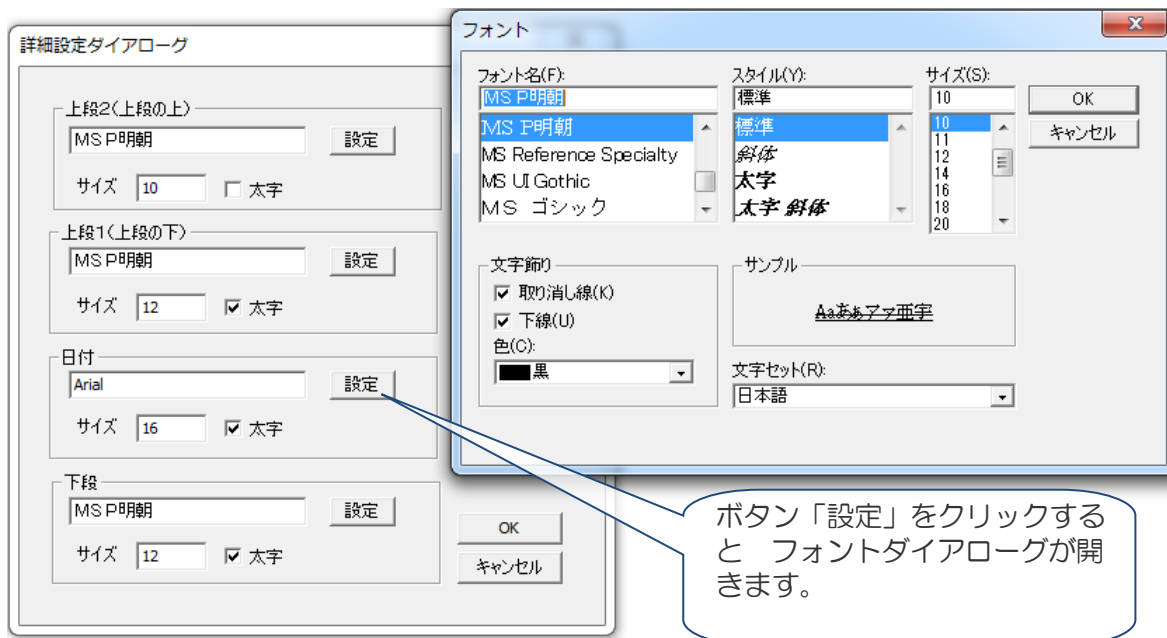 詳細設定ダイアローグ
上段2(上段の上)
MS P明朝
設定
サイズ 10 太字
上段1(上段の下)
MS P明朝
設定
サイズ 12 太字
日付
Arial
設定
サイズ 16 太字
下段
MS P明朝
設定
サイズ 12 太字
OK
キャンセル
フォント
フォント名(F):
MS P明朝
MS P明朝
MS Reference Specialty
MS UI Gothic
MS ゴシック
スタイル(Y):
標準
標準
斜体
太字
太字 斜体
サイズ(S):
10
10
11
12
14
16
18
20
OK
キャンセル
文字飾り
取り消し線(K)
下線(U)
色(C):
黒
サンプル
Aaあぁアァ亜宇
文字セット(R):
日本語
ボタン「設定」をクリックする
と フォントダイアローグが開
きます。